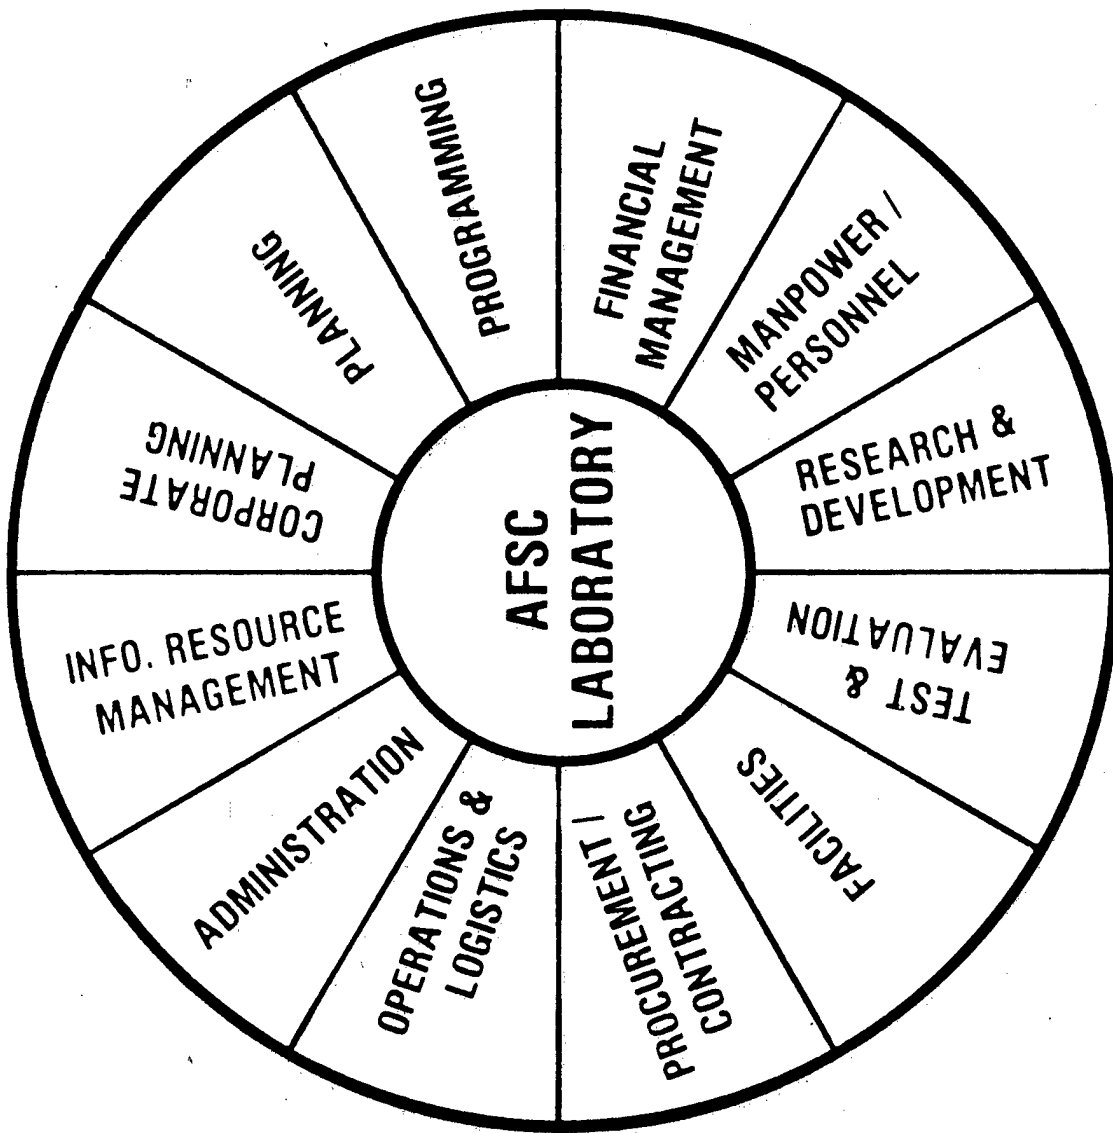 AFSC
LABORATORY
FINANCIAL
MANAGEMENT
MANPOWER /
PERSONNEL
RESEARCH &
DEVELOPMENT
TEST &
EVALUATION
FACILITIES
PROCUREMENT /
CONTRACTING
OPERATIONS &
LOGISTICS
ADMINISTRATION
INFO. RESOURCE
MANAGEMENT
CORPORATE
PLANNING
PLANNING
PROGRAMMING